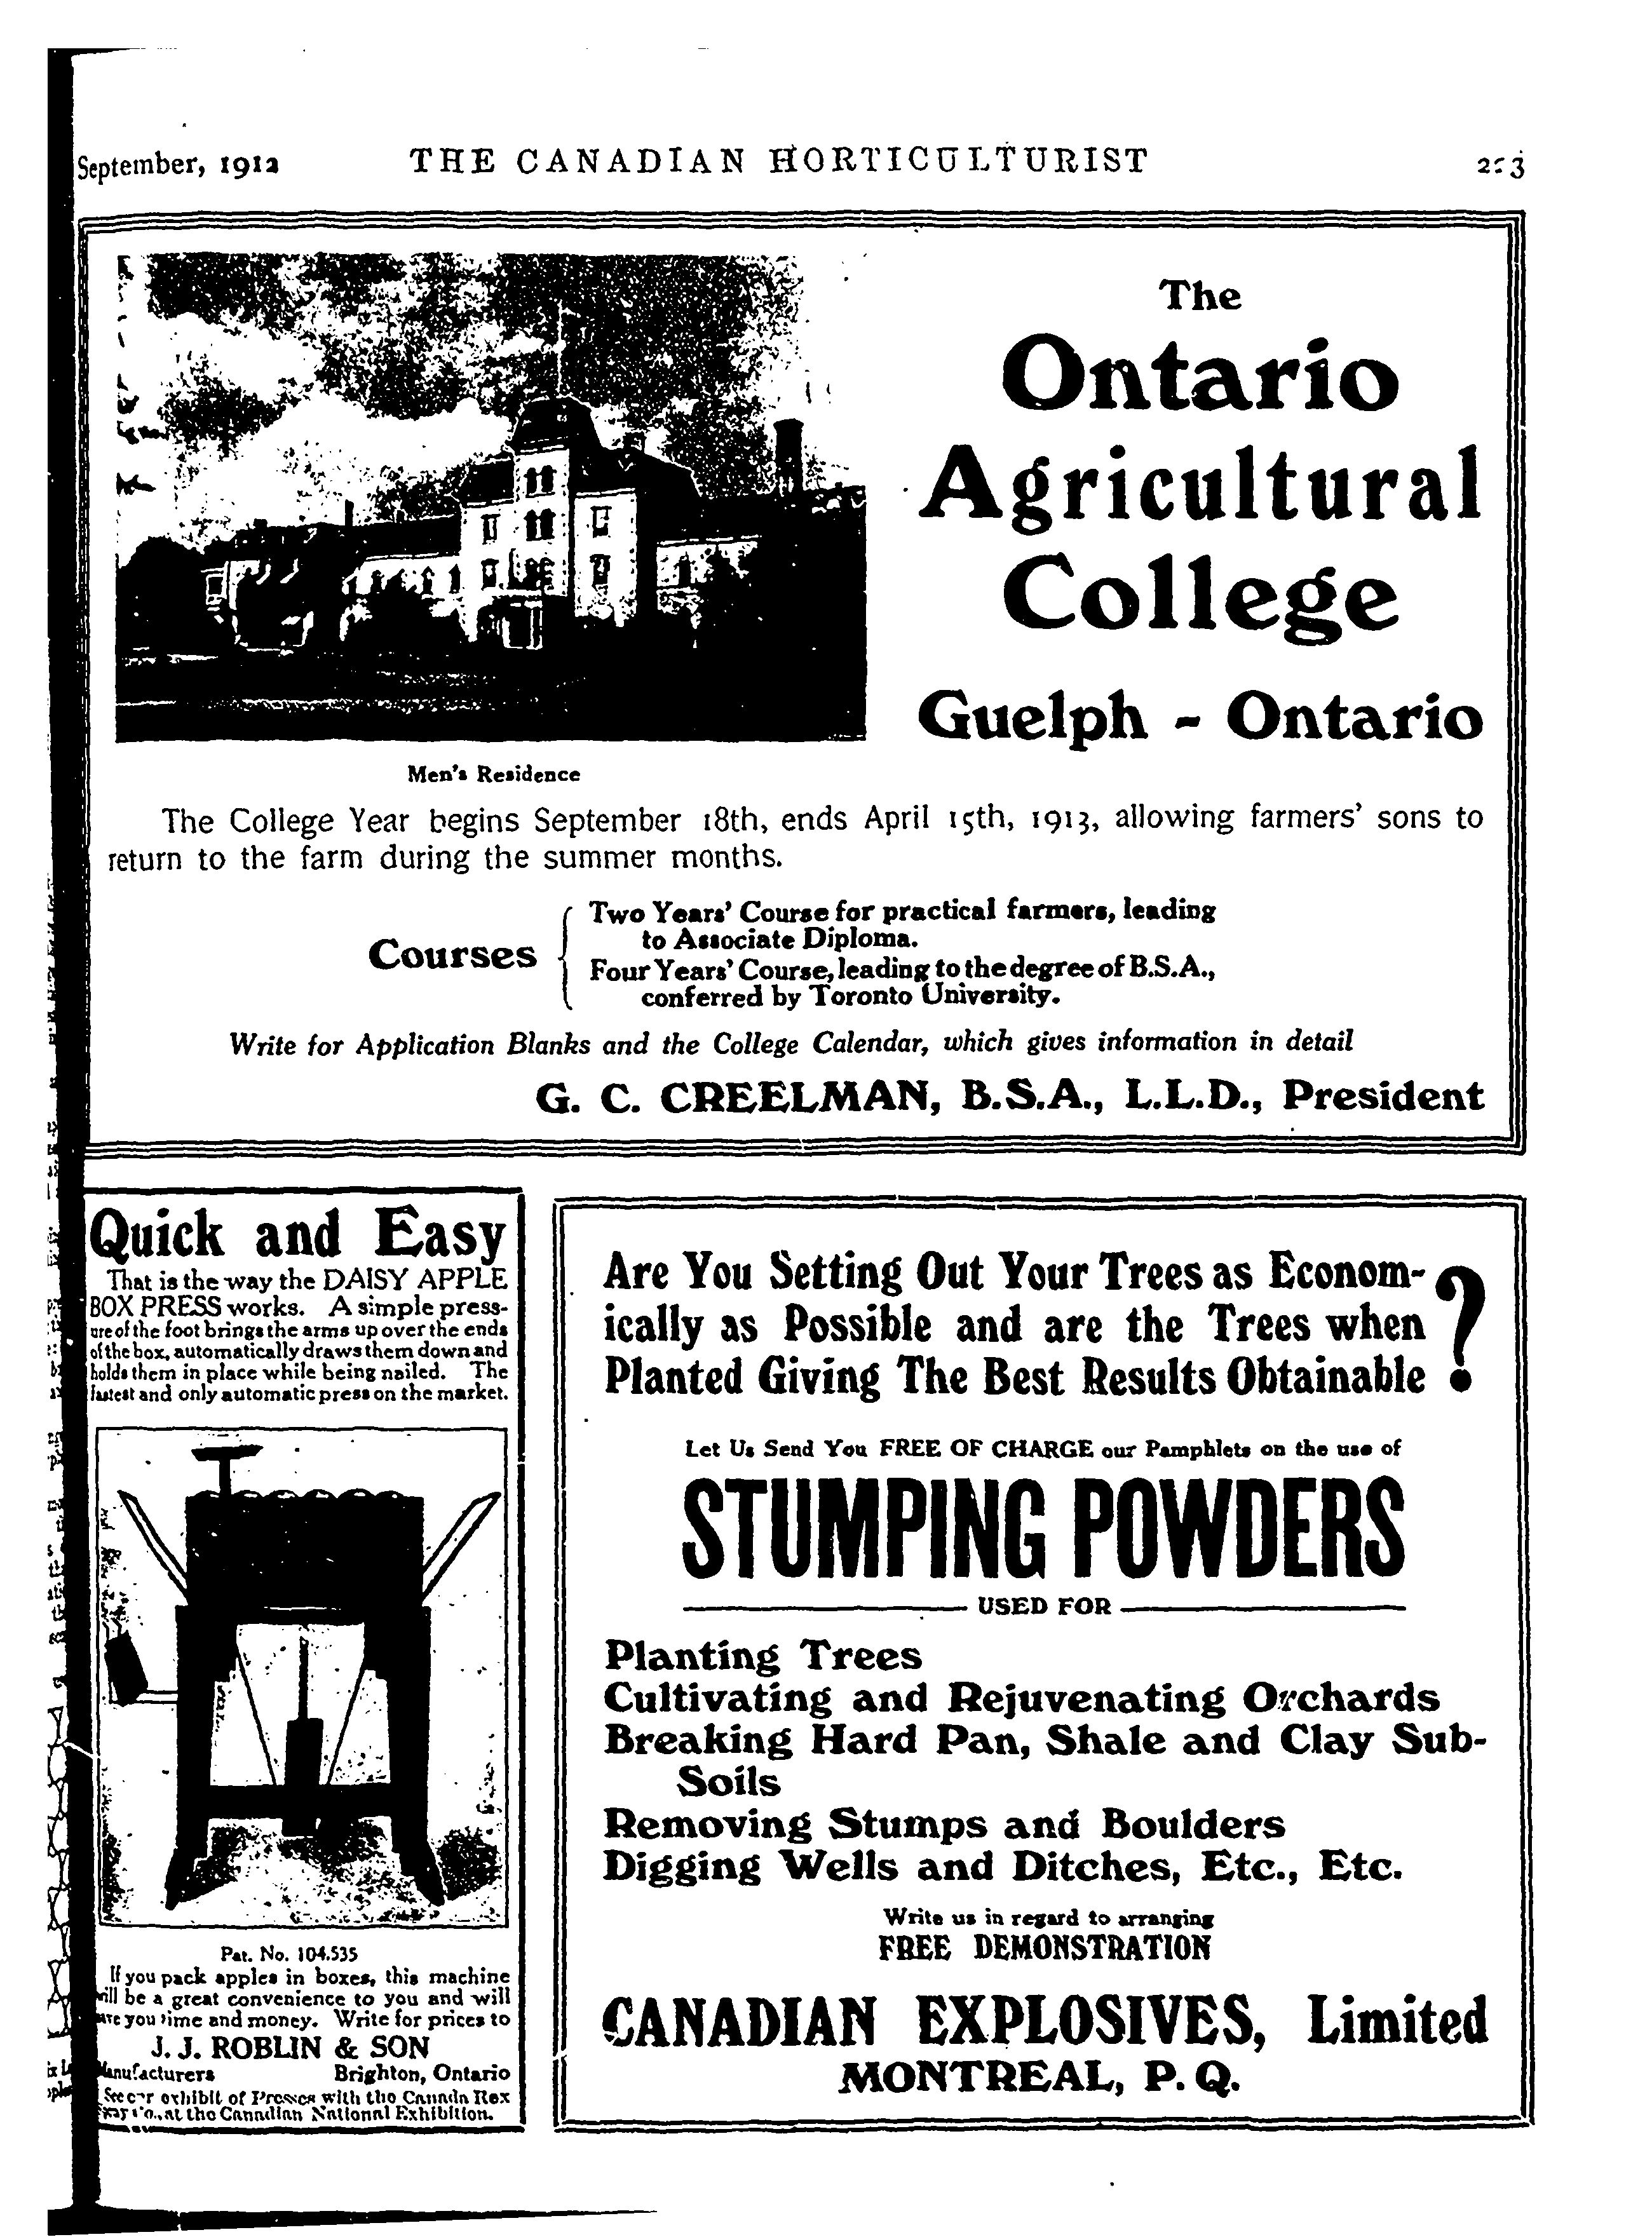 September, 1912 THE CANADIAN HORTICULTURIST
The
Ontario
Agricultural
College
Guelph - Ontario
Men's Residence
The College Year begins September 18th, ends April 15th, 1913, allowing farmers' sons to
return to the farm during the summer months.
Courses
Two Years' Course for practical farmers, leading
to Associate Diploma.
Four Years' Course, leading to the degree of B.S.A.,
conferred by Toronto University.
Write for Application Blanks and the College Calendar, which gives information in detail
G. C. CREELMAN, B.S.A., L.L.D., President
Quick and Easy
That is the way the DAISY APPLE
BOX PRESS works. A simple press-
ure of the foot brings the arms up over the ends
of the box, automatically draws them down and
holds them in place while being nailed. The
fastest and only automatic press on the market.
Pat. No. 104,535
If you pack apples in boxes, this machine
will be a great convenience to you and will
save you time and money. Write for prices to
J. J. ROBLIN & SON
Manufacturers Brighton, Ontario
See our exhibit of Presses with the Canada Rex
Co., at the Canadian National Exhibition.
Are You Setting Out Your Trees as Econom-
ically as Possible and are the Trees when
Planted Giving The Best Results Obtainable ?
Let Us Send You FREE OF CHARGE our Pamphlets on the use of
STUMPING POWDERS
USED FOR
Planting Trees
Cultivating and Rejuvenating Orchards
Breaking Hard Pan, Shale and Clay Sub-
Soils
Removing Stumps and Boulders
Digging Wells and Ditches, Etc., Etc.
Write us in regard to arranging
FREE DEMONSTRATION
CANADIAN EXPLOSIVES, Limited
MONTREAL, P. Q.